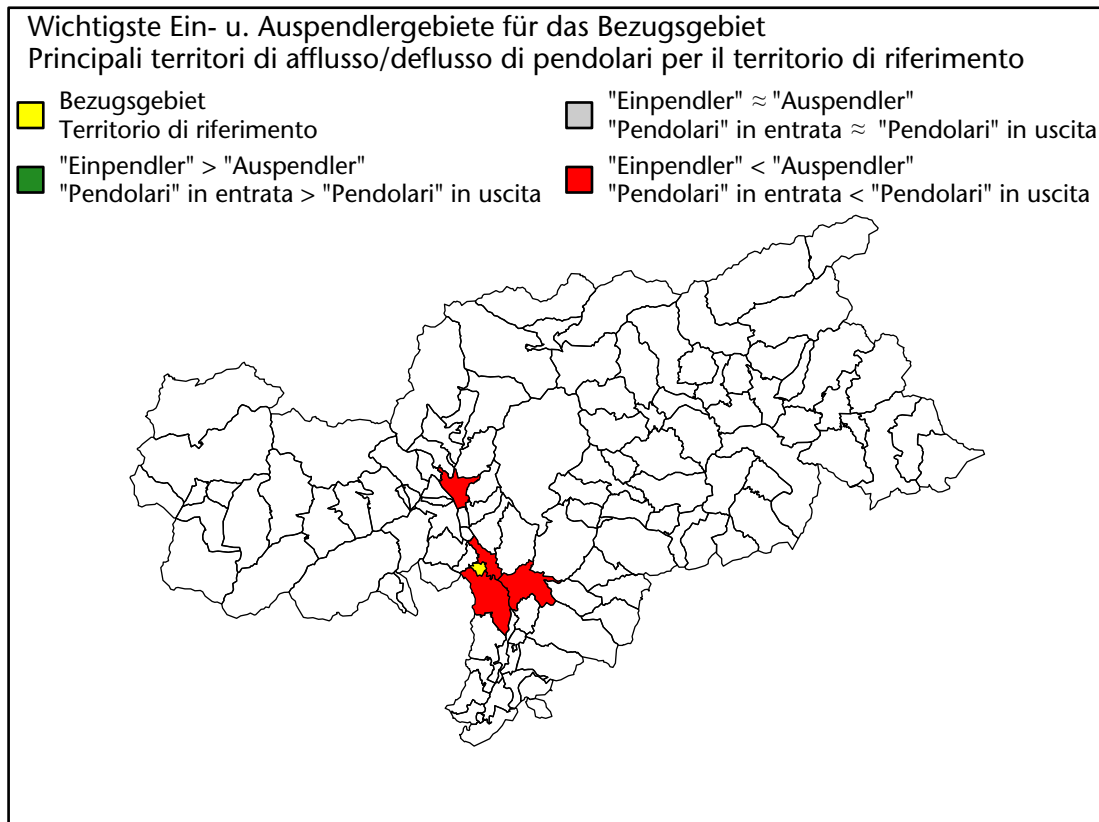 Wichtigste Ein- u. Auspendlergebiete für das Bezugsgebiet
Principali territori di afflusso/deflusso di pendolari per il territorio di riferimento
Bezugsgebiet
Territorio di riferimento
"Einpendler" > "Auspendler"
"Pendolari" in entrata > "Pendolari" in uscita
"Einpendler" ≈ "Auspendler"
"Pendolari" in entrata ≈ "Pendolari" in uscita
"Einpendler" < "Auspendler"
"Pendolari" in entrata < "Pendolari" in uscita